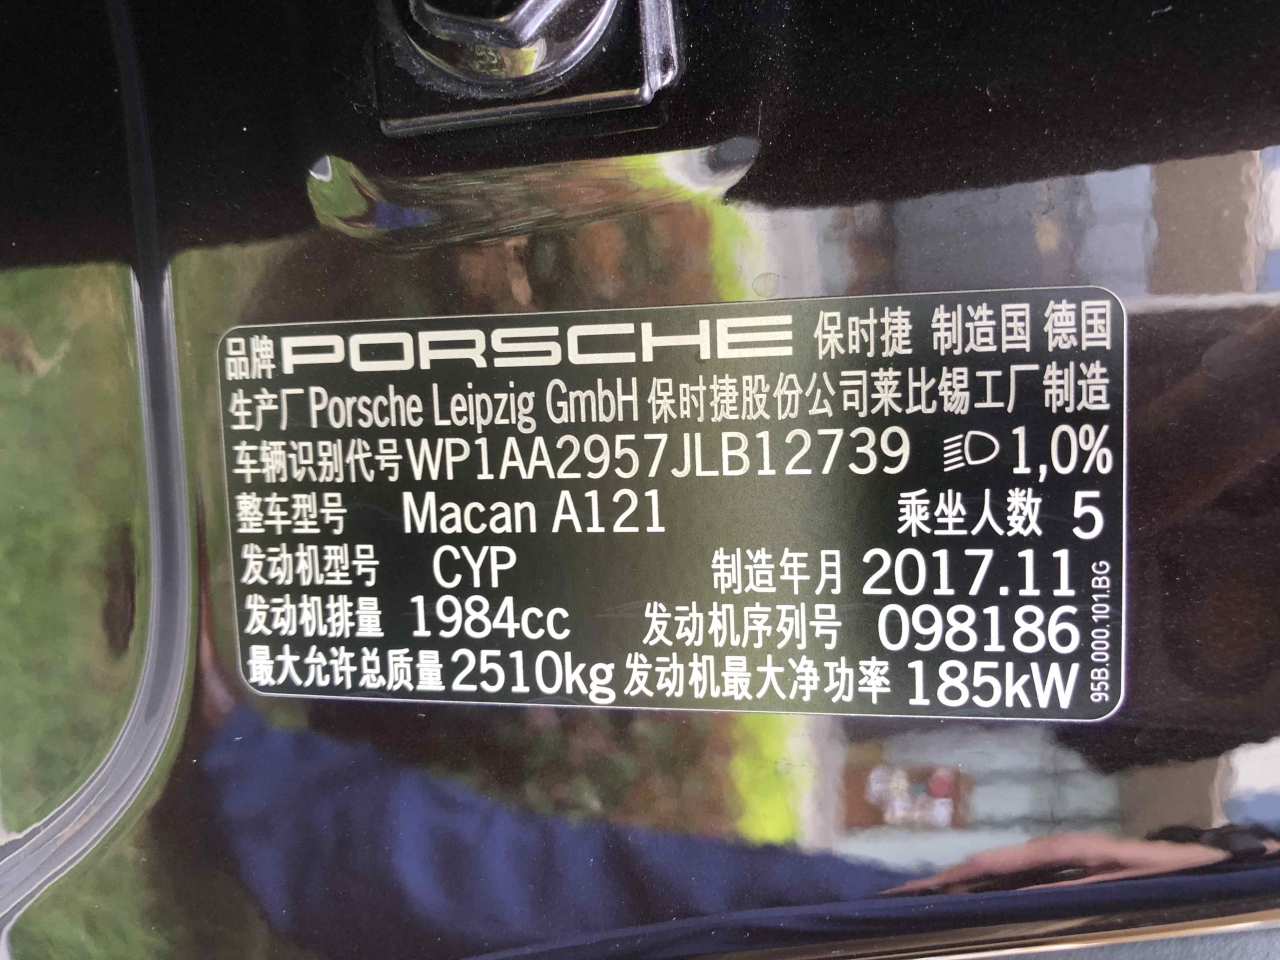 品牌 PORSCHE 保时捷 制造国 德国
生产厂 Porsche Leipzig GmbH 保时捷股份公司莱比锡工厂制造
车辆识别代号 WP1AA2957JLB12739 1,0%
整车型号 Macan A121 乘坐人数 5
发动机型号 CYP 制造年月 2017.11
发动机排量 1984cc 发动机序列号 098186
最大允许总质量 2510kg 发动机最大净功率 185kW
95B.000.101.BG